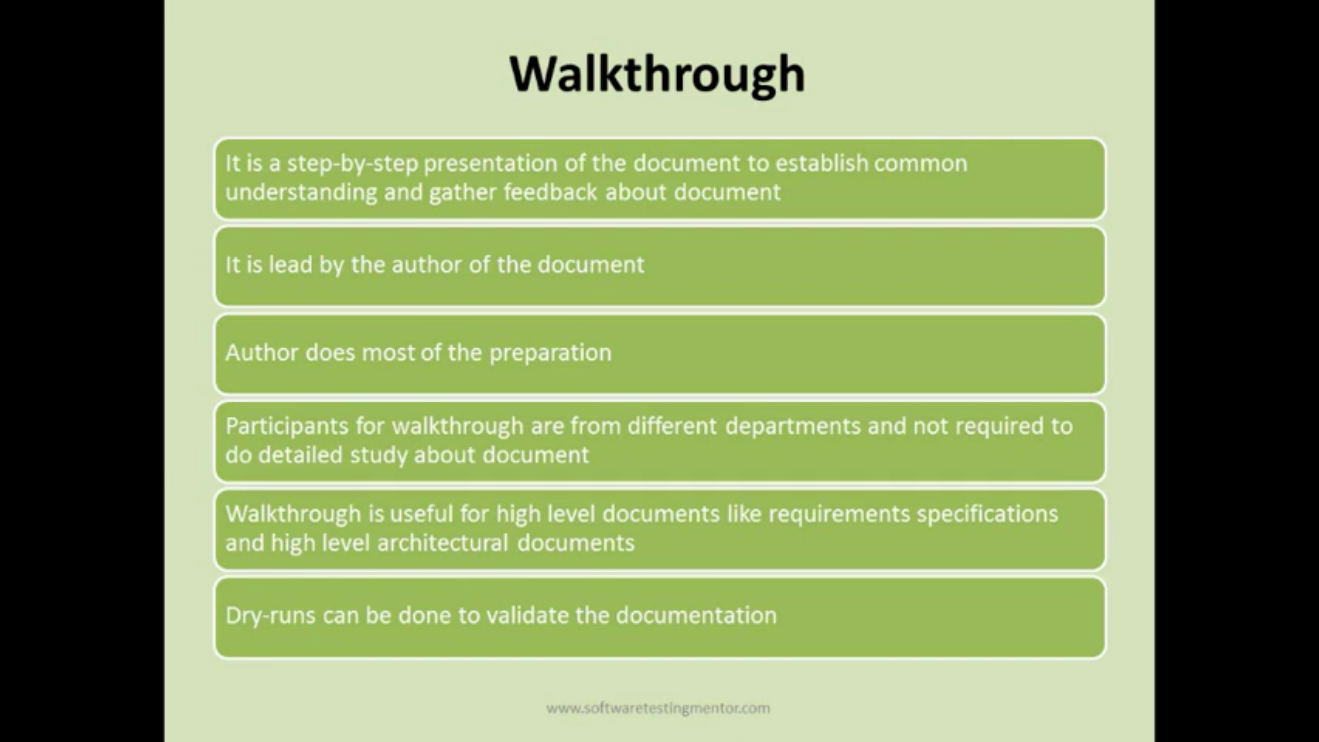 Walkthrough
It is a step-by-step presentation of the document to establish common
understanding and gather feedback about document
It is lead by the author of the document
Author does most of the preparation
Participants for walkthrough are from different departments and not required to
do detailed study about document
Walkthrough is useful for high level documents like requirements specifications
and high level architectural documents
Dry-runs can be done to validate the documentation
www.softwaretestingmentor.com